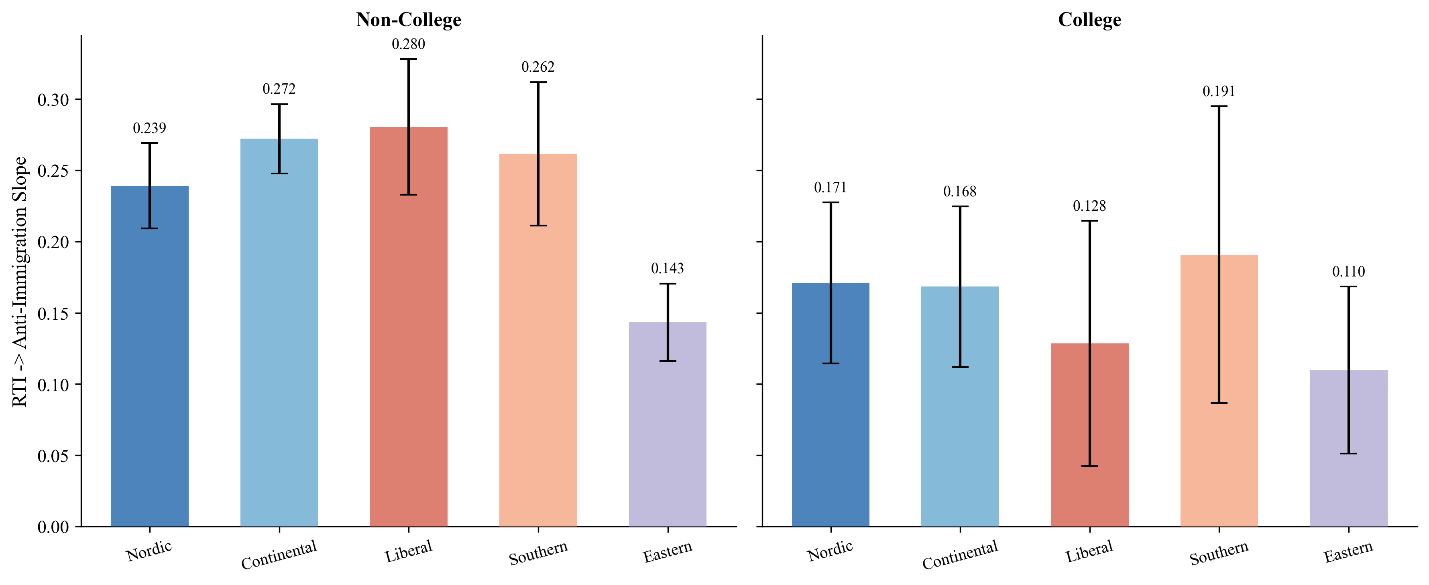 Non-College
College
RTI -> Anti-Immigration Slope
0.30
0.25
0.20
0.15
0.10
0.05
0.00
0.239
0.272
0.280
0.262
0.143
Nordic
Continental
Liberal
Southern
Eastern
0.171
0.168
0.128
0.191
0.110
Nordic
Continental
Liberal
Southern
Eastern